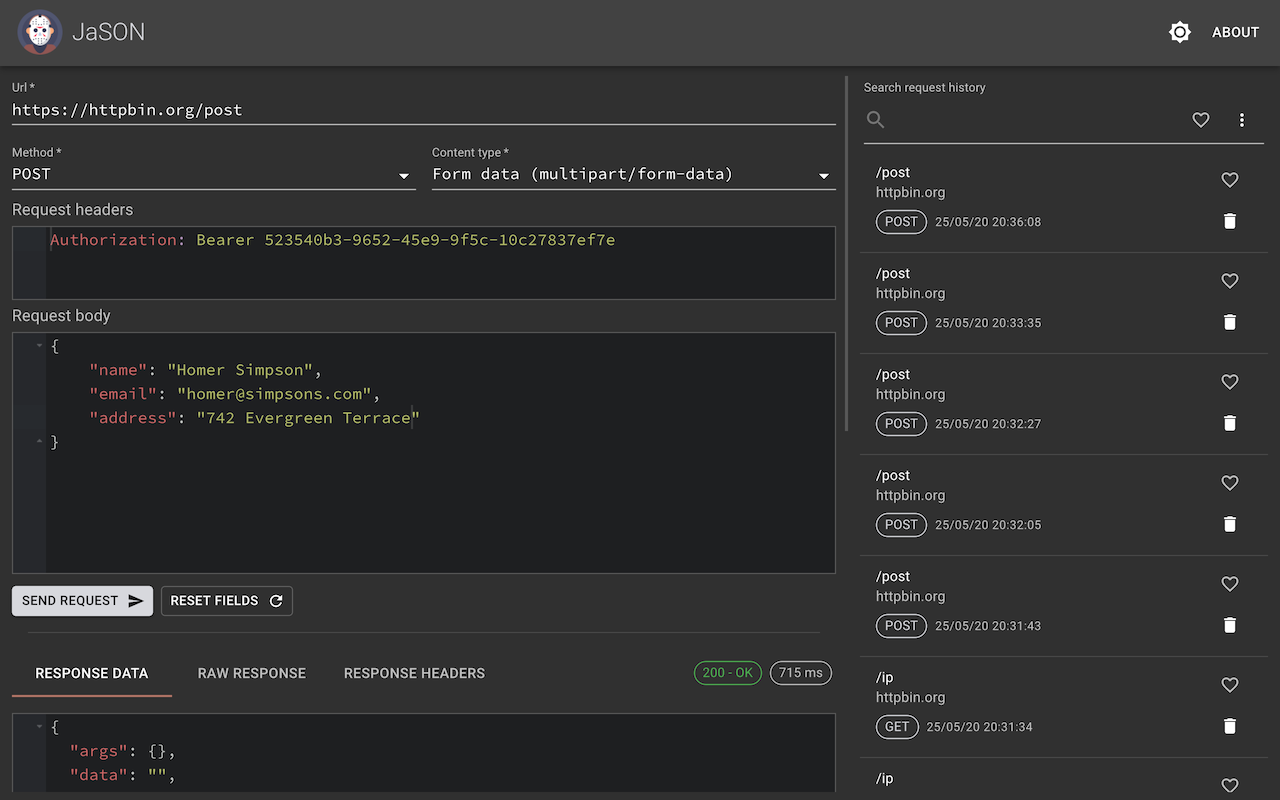 JaSON
ABOUT
Url *
https://httpbin.org/post
Method *
POST
Content type *
Form data (multipart/form-data)
Request headers
Authorization: Bearer 523540b3-9652-45e9-9f5c-10c27837ef7e
Request body
{
"name": "Homer Simpson",
"email": "homer@simpsons.com",
"address": "742 Evergreen Terrace"
}
SEND REQUEST
RESET FIELDS
RESPONSE DATA
RAW RESPONSE
RESPONSE HEADERS
200 - OK
715 ms
{
"args": {},
"data": "",
Search request history
/post
httpbin.org
POST 25/05/20 20:36:08
/post
httpbin.org
POST 25/05/20 20:33:35
/post
httpbin.org
POST 25/05/20 20:32:27
/post
httpbin.org
POST 25/05/20 20:32:05
/post
httpbin.org
POST 25/05/20 20:31:43
/ip
httpbin.org
GET 25/05/20 20:31:34
/ip